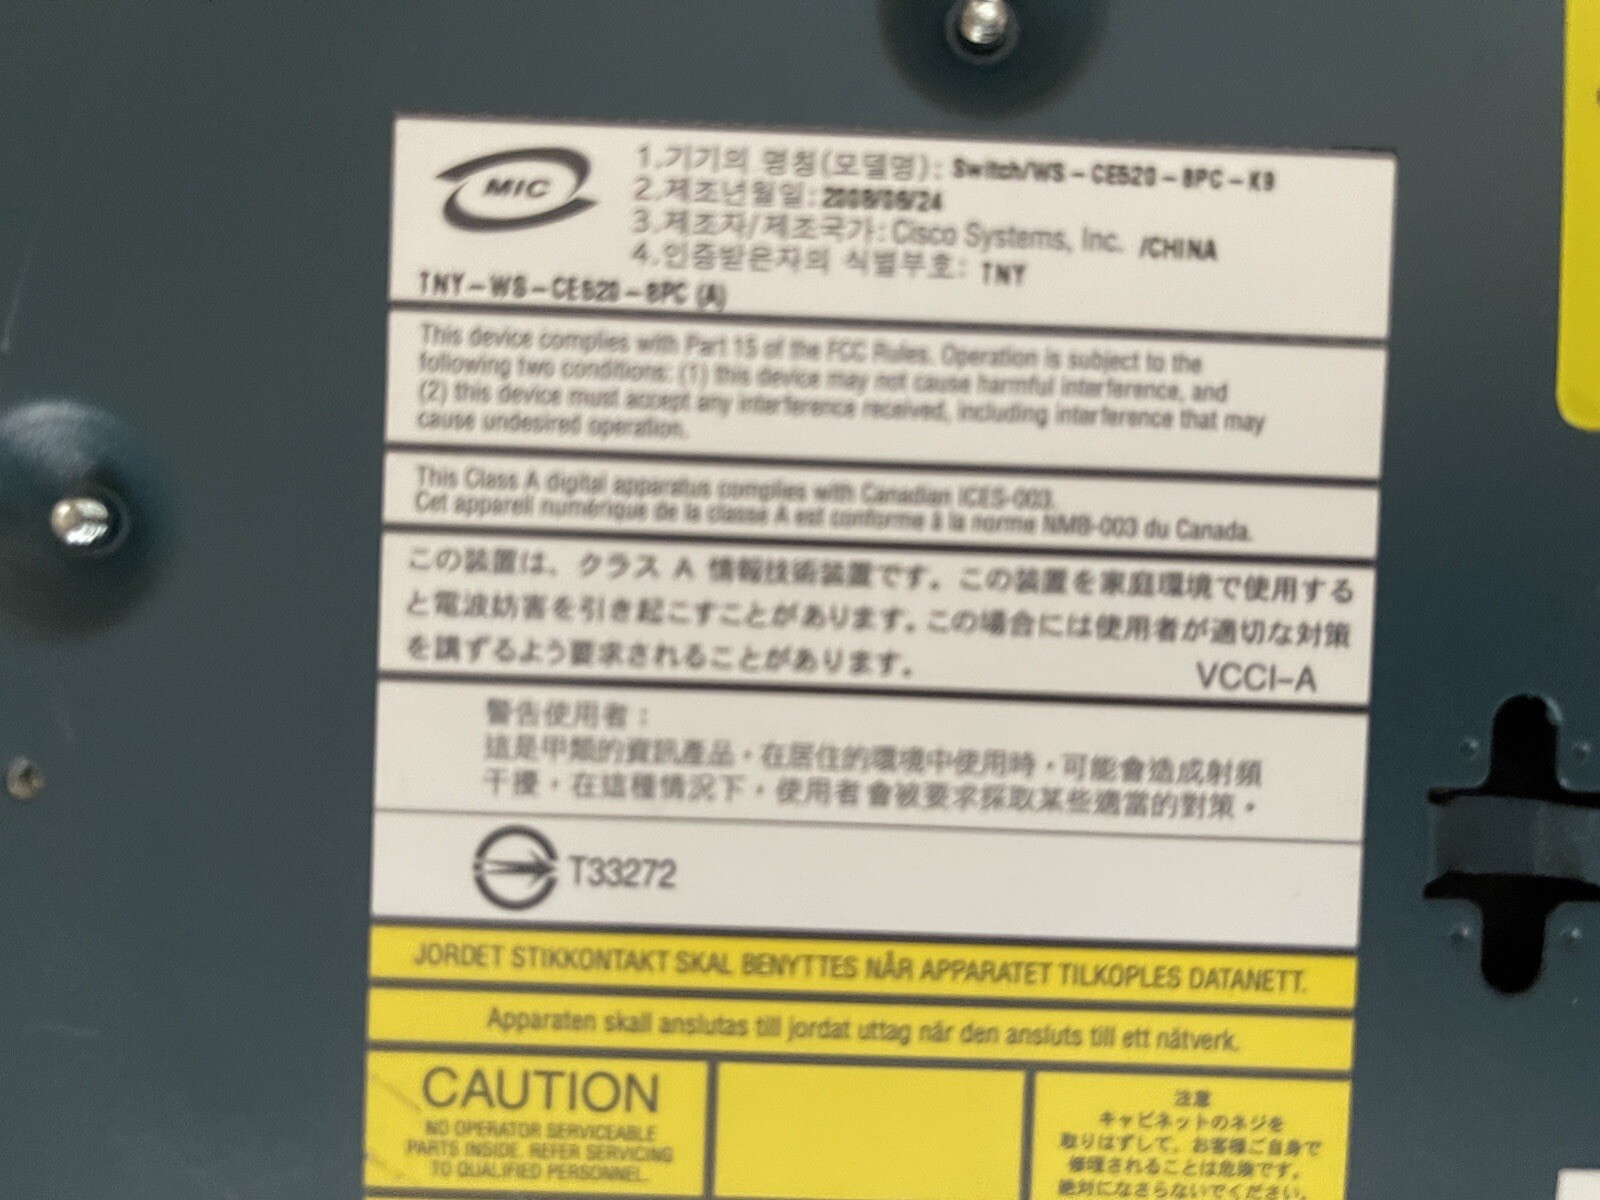 MIC
1.기기의 명칭(모델명): Switch/WS-CE520-8PC-K9
2.제조년월일:2008/06/24
3.제조자/제조국가:Cisco Systems, Inc. /CHINA
4.인증받은자의 식별부호: TNY
TNY-WS-CE520-8PC (A)
This device complies with Part 15 of the FCC Rules. Operation is subject to the
following two conditions: (1) this device may not cause harmful interference, and
(2) this device must accept any interference received, including interference that may
cause undesired operation.
This Class A digital apparatus complies with Canadian ICES-003.
Cet appareil numérique de la classe A est conforme à la norme NMB-003 du Canada.
この装置は、クラス A 情報技術装置です。この装置を家庭環境で使用する
と電波妨害を引き起こすことがあります。この場合には使用者が適切な対策
を講ずるよう要求されることがあります。
VCCI-A
警告使用者：
這是甲類的資訊產品，在居住的環境中使用時，可能會造成射頻
干擾，在這種情況下，使用者會被要求採取某些適當的對策。
T33272
JORDET STIKKONTAKT SKAL BENYTTES NÅR APPARATET TILKOPLES DATANETT.
Apparaten skall anslutas till jordat uttag när den ansluts till ett nätverk.
CAUTION
NO OPERATOR SERVICEABLE
PARTS INSIDE. REFER SERVICING
TO QUALIFIED PERSONNEL.
注意
キャビネットのネジを
取りはずして、お客様ご自身で
修理されることは危険です。
絶対になさらないでください。